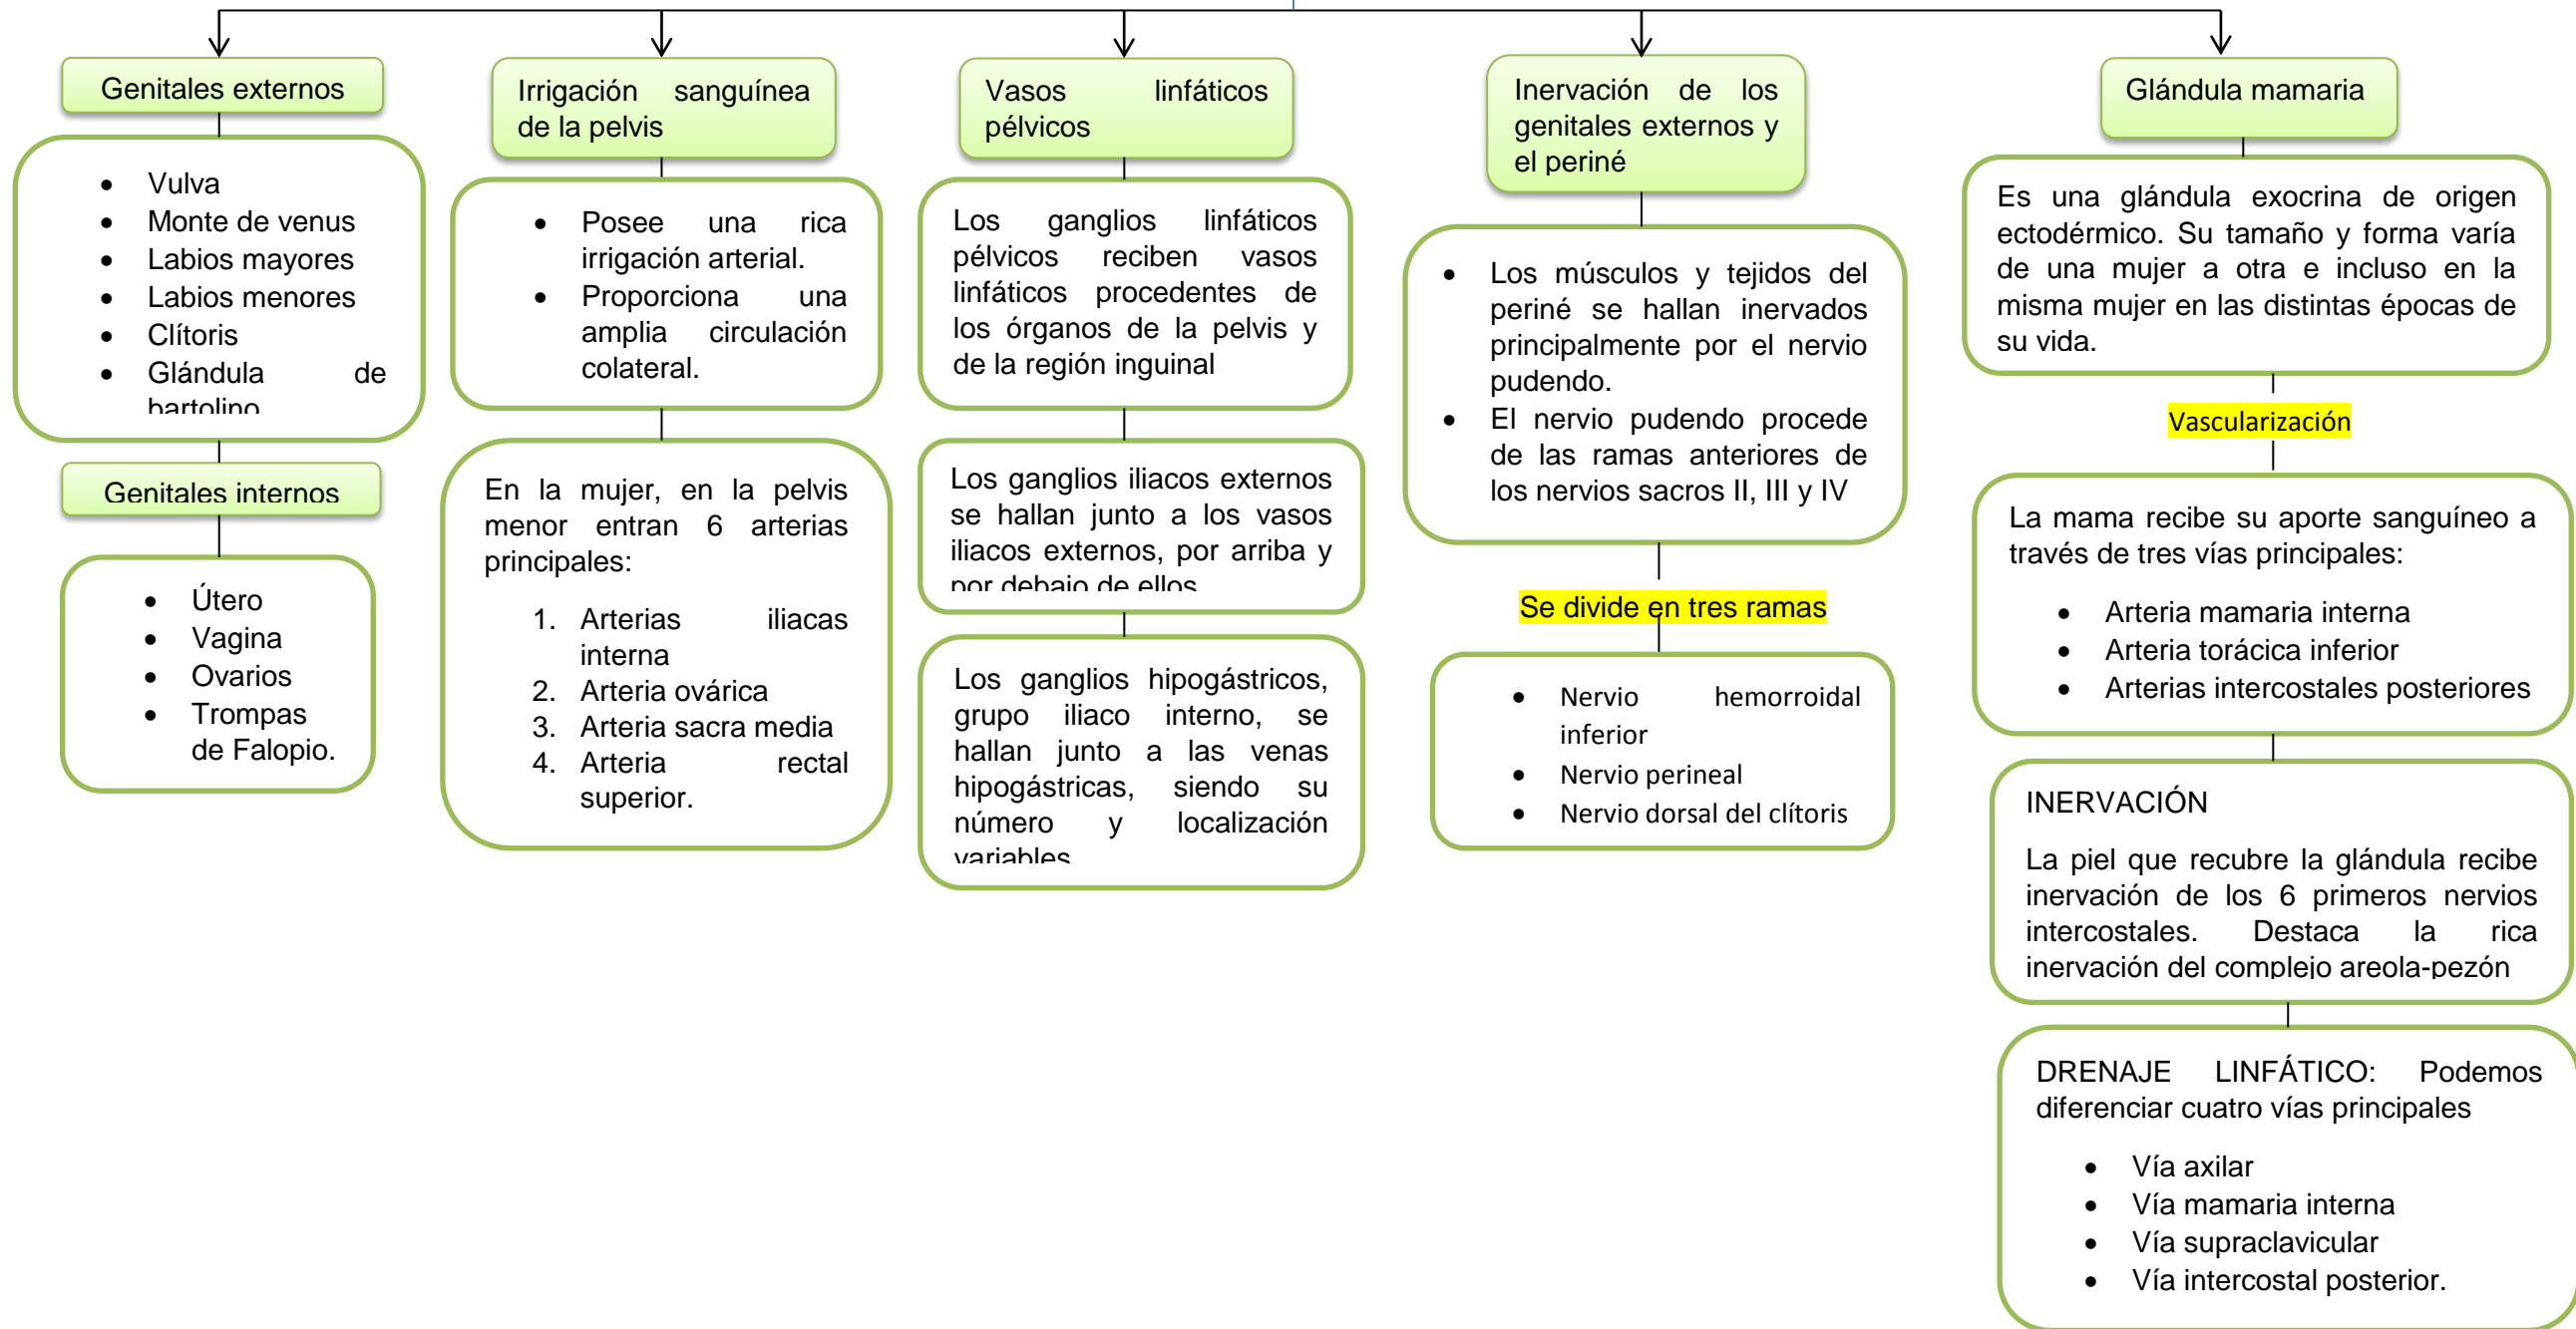 Genitales externos
• Vulva
• Monte de venus
• Labios mayores
• Labios menores
• Clítoris
• Glándula de
bartolino
Genitales internos
• Útero
• Vagina
• Ovarios
• Trompas
de Falopio.
Irrigación sanguínea
de la pelvis
• Posee una rica
irrigación arterial.
• Proporciona una
amplia circulación
colateral.
En la mujer, en la pelvis
menor entran 6 arterias
principales:
1. Arterias iliacas
interna
2. Arteria ovárica
3. Arteria sacra media
4. Arteria rectal
superior.
Vasos linfáticos
pélvicos
Los ganglios linfáticos
pélvicos reciben vasos
linfáticos procedentes de
los órganos de la pelvis y
de la región inguinal
Los ganglios iliacos externos
se hallan junto a los vasos
iliacos externos, por arriba y
por debajo de ellos
Los ganglios hipogástricos,
grupo iliaco interno, se
hallan junto a las venas
hipogástricas, siendo su
número y localización
variables
Inervación de los
genitales externos y
el periné
• Los músculos y tejidos del
periné se hallan inervados
principalmente por el nervio
pudendo.
• El nervio pudendo procede
de las ramas anteriores de
los nervios sacros II, III y IV
Se divide en tres ramas
• Nervio hemorroidal
inferior
• Nervio perineal
• Nervio dorsal del clítoris
Glándula mamaria
Es una glándula exocrina de origen
ectodérmico. Su tamaño y forma varía
de una mujer a otra e incluso en la
misma mujer en las distintas épocas de
su vida.
Vascularización
La mama recibe su aporte sanguíneo a
través de tres vías principales:
• Arteria mamaria interna
• Arteria torácica inferior
• Arterias intercostales posteriores
INERVACIÓN
La piel que recubre la glándula recibe
inervación de los 6 primeros nervios
intercostales. Destaca la rica
inervación del complejo areola-pezón
DRENAJE LINFÁTICO: Podemos
diferenciar cuatro vías principales
• Vía axilar
• Vía mamaria interna
• Vía supraclavicular
• Vía intercostal posterior.